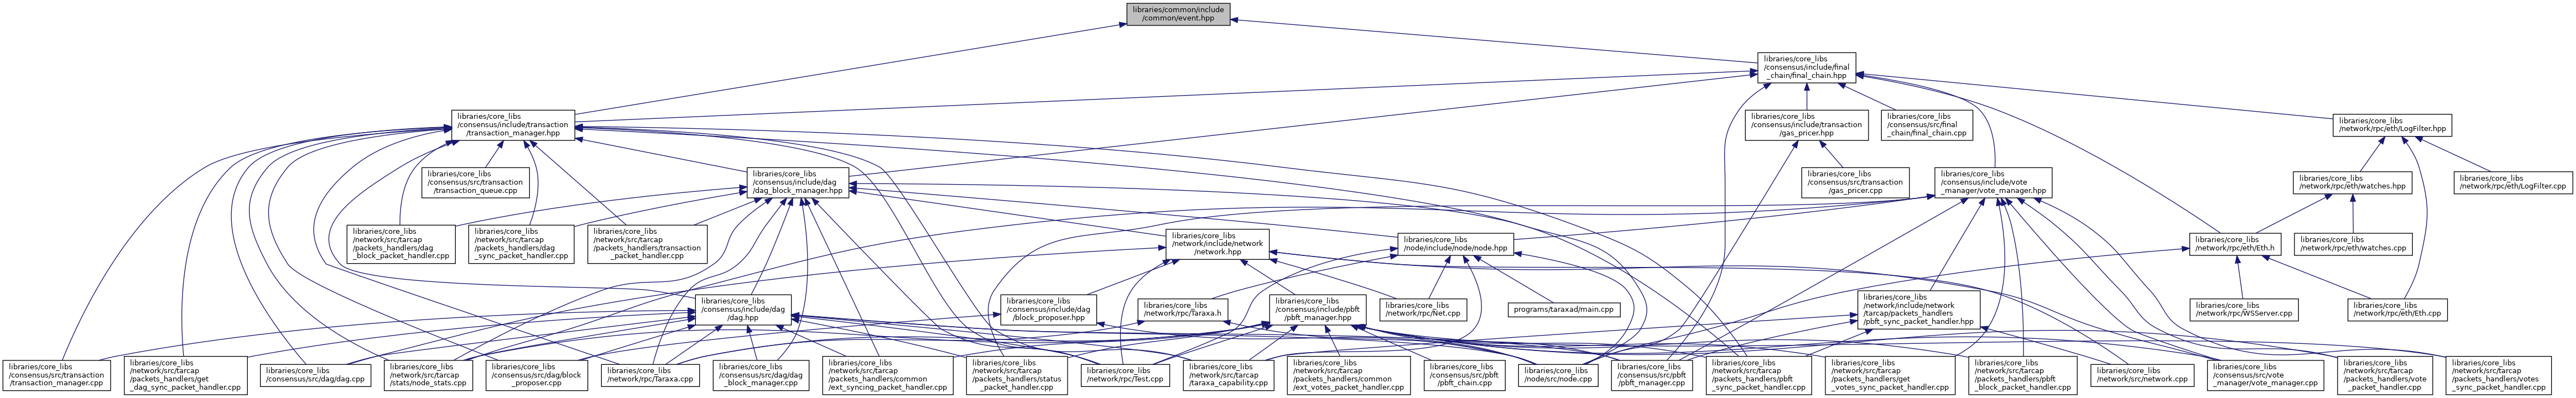 libraries/common/include
/common/event.hpp
libraries/core_libs
/consensus/include/final
_chain/final_chain.hpp
libraries/core_libs
/consensus/include/transaction
/transaction_manager.hpp
libraries/core_libs
/consensus/include/transaction
/gas_pricer.hpp
libraries/core_libs
/consensus/src/final
_chain/final_chain.cpp
libraries/core_libs
/network/rpc/eth/LogFilter.hpp
libraries/core_libs
/consensus/src/transaction
/transaction_queue.cpp
libraries/core_libs
/consensus/include/dag
/dag_block_manager.hpp
libraries/core_libs
/consensus/src/transaction
/gas_pricer.cpp
libraries/core_libs
/consensus/include/vote
_manager/vote_manager.hpp
libraries/core_libs
/network/rpc/eth/watches.hpp
libraries/core_libs
/network/rpc/eth/LogFilter.cpp
libraries/core_libs
/network/src/tarcap
/packets_handlers/dag
_block_packet_handler.cpp
libraries/core_libs
/network/src/tarcap
/packets_handlers/dag
_sync_packet_handler.cpp
libraries/core_libs
/network/src/tarcap
/packets_handlers/transaction
_packet_handler.cpp
libraries/core_libs
/network/include/network
/network.hpp
libraries/core_libs
/node/include/node/node.hpp
libraries/core_libs
/network/rpc/eth/Eth.h
libraries/core_libs
/network/rpc/eth/watches.cpp
libraries/core_libs
/consensus/include/dag
/dag.hpp
libraries/core_libs
/consensus/include/dag
/block_proposer.hpp
libraries/core_libs
/network/rpc/Taraxa.h
libraries/core_libs
/consensus/include/pbft
/pbft_manager.hpp
libraries/core_libs
/network/rpc/Net.cpp
programs/taraxad/main.cpp
libraries/core_libs
/network/include/network
/tarcap/packets_handlers
/pbft_sync_packet_handler.hpp
libraries/core_libs
/network/rpc/WSServer.cpp
libraries/core_libs
/network/rpc/eth/Eth.cpp
libraries/core_libs
/consensus/src/transaction
/transaction_manager.cpp
libraries/core_libs
/network/src/tarcap
/packets_handlers/get
_dag_sync_packet_handler.cpp
libraries/core_libs
/consensus/src/dag/dag.cpp
libraries/core_libs
/network/src/tarcap
/stats/node_stats.cpp
libraries/core_libs
/consensus/src/dag/block
_proposer.cpp
libraries/core_libs
/network/rpc/Taraxa.cpp
libraries/core_libs
/consensus/src/dag/dag
_block_manager.cpp
libraries/core_libs
/network/src/tarcap
/packets_handlers/common
/ext_syncing_packet_handler.cpp
libraries/core_libs
/network/src/tarcap
/packets_handlers/status
_packet_handler.cpp
libraries/core_libs
/network/rpc/Test.cpp
libraries/core_libs
/network/src/tarcap
/taraxa_capability.cpp
libraries/core_libs
/network/src/tarcap
/packets_handlers/common
/ext_votes_packet_handler.cpp
libraries/core_libs
/consensus/src/pbft
/pbft_chain.cpp
libraries/core_libs
/node/src/node.cpp
libraries/core_libs
/consensus/src/pbft
/pbft_manager.cpp
libraries/core_libs
/network/src/tarcap
/packets_handlers/pbft
_sync_packet_handler.cpp
libraries/core_libs
/network/src/tarcap
/packets_handlers/get
_votes_sync_packet_handler.cpp
libraries/core_libs
/network/src/tarcap
/packets_handlers/pbft
_block_packet_handler.cpp
libraries/core_libs
/network/src/network.cpp
libraries/core_libs
/consensus/src/vote
_manager/vote_manager.cpp
libraries/core_libs
/network/src/tarcap
/packets_handlers/vote
_packet_handler.cpp
libraries/core_libs
/network/src/tarcap
/packets_handlers/votes
_sync_packet_handler.cpp